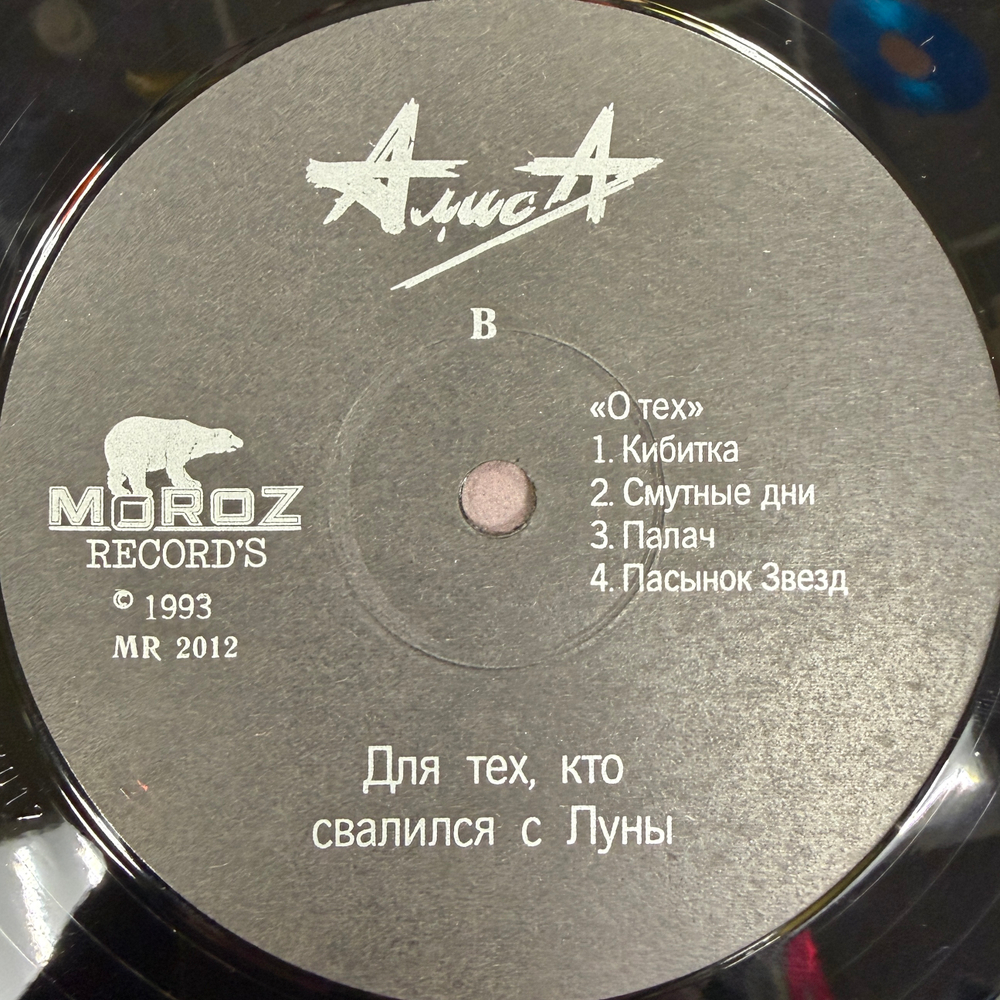 АлисА
B
«О тех»
1. Кибитка
2. Смутные дни
3. Палач
4. Пасынок Звезд
MOROZ
RECORD'S
© 1993
MR 2012
Для тех, кто
свалился с Луны